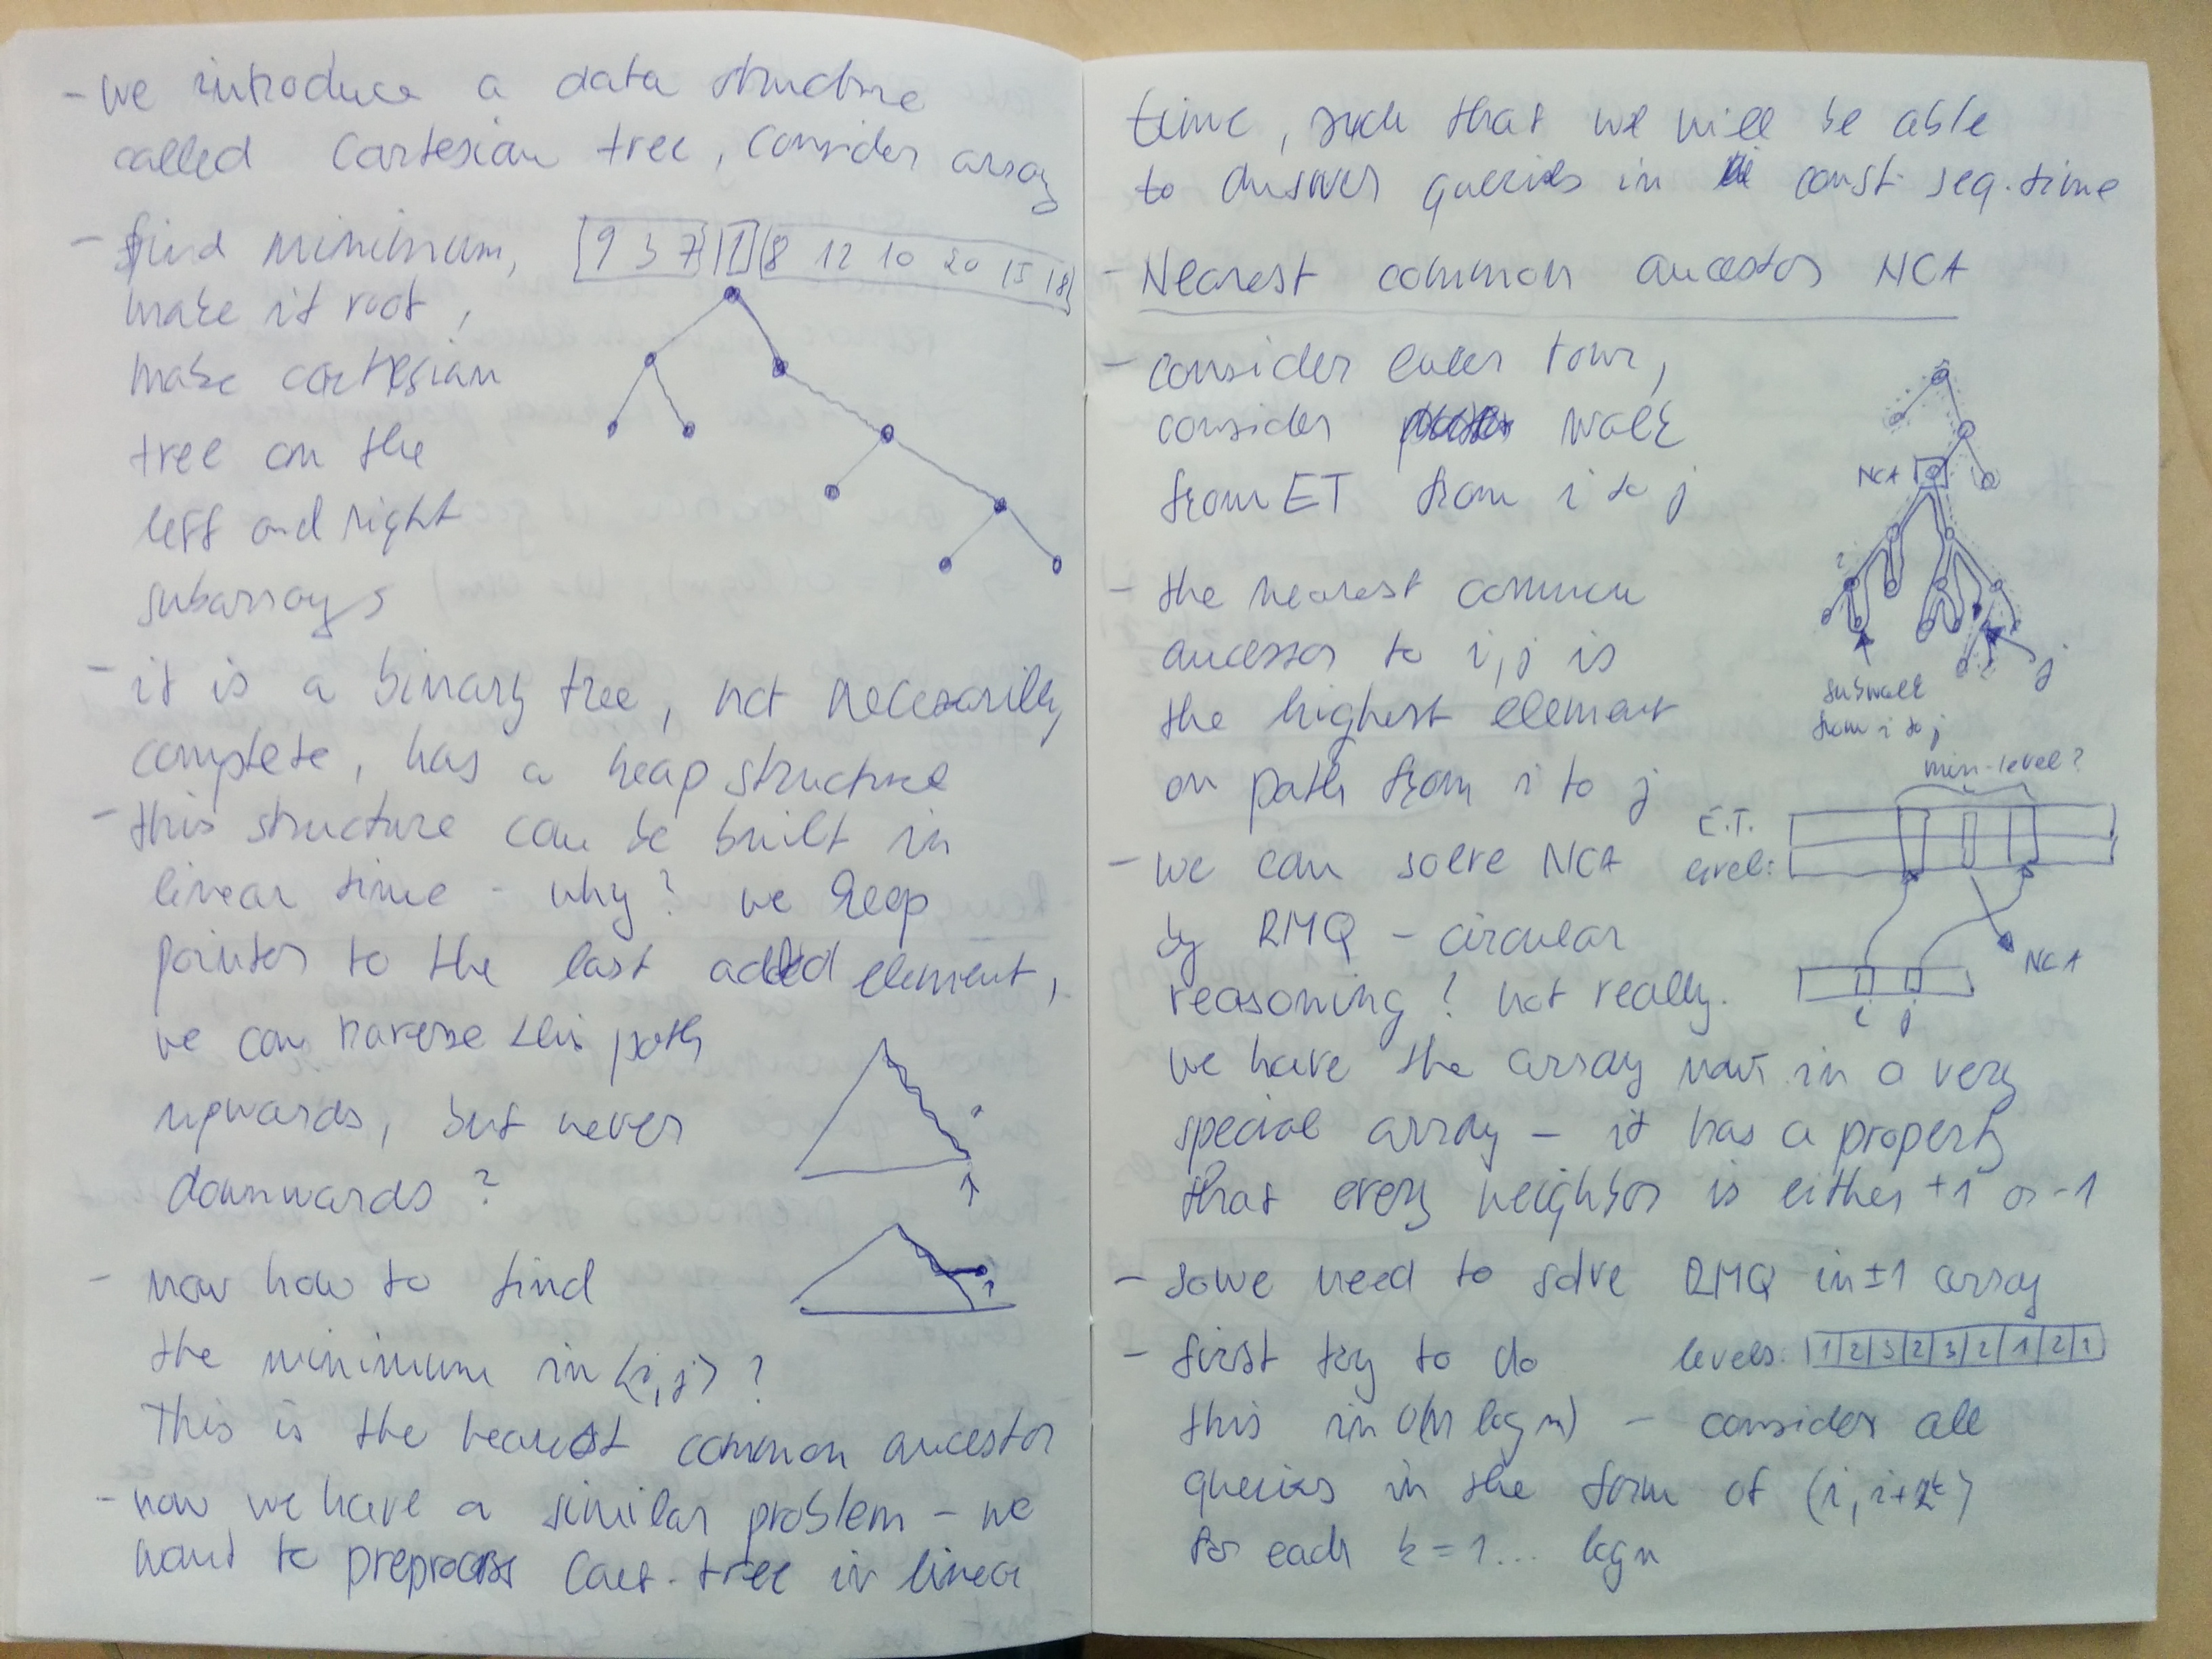 - we introduce a data structure
called Cartesian tree, consider array
- find minimum,
[9 3 7] [1] [8 12 10 20 15 18]
make it root,
make cartesian
tree on the
left and right
subarrays
- it is a binary tree, not necessarily
complete, has a heap structure
- this structure can be built in
linear time - why? we keep
pointer to the last added element,
we can traverse this path
upwards, but never
downwards?
- now how to find
the minimum in <i,j>?
This is the nearest common ancestor
- now we have a similar problem - we
want to preprocess Cart. tree in linear
time, such that we will be able
to answer queries in const. seq. time
- Nearest common ancestor NCA
- consider euler tour,
consider walk
from ET from i to j
NCA
i
j
subwalk
from i to j
- the nearest common
ancessor to i,j is
the highest element
on path from i to j
min-level?
E.T.
level:
NCA
i j
- we can solve NCA
by RMQ - circular
reasoning? not really.
we have the array now in a very
special array - it has a property
that every neighbor is either +1 or -1
- so we need to solve RMQ in ±1 array
- first try to do
levels: |1|2|3|2|3|2|1|2|1|
this in O(n log n) - consider all
queries in the form of (i, i+2^k)
for each k = 1... log n